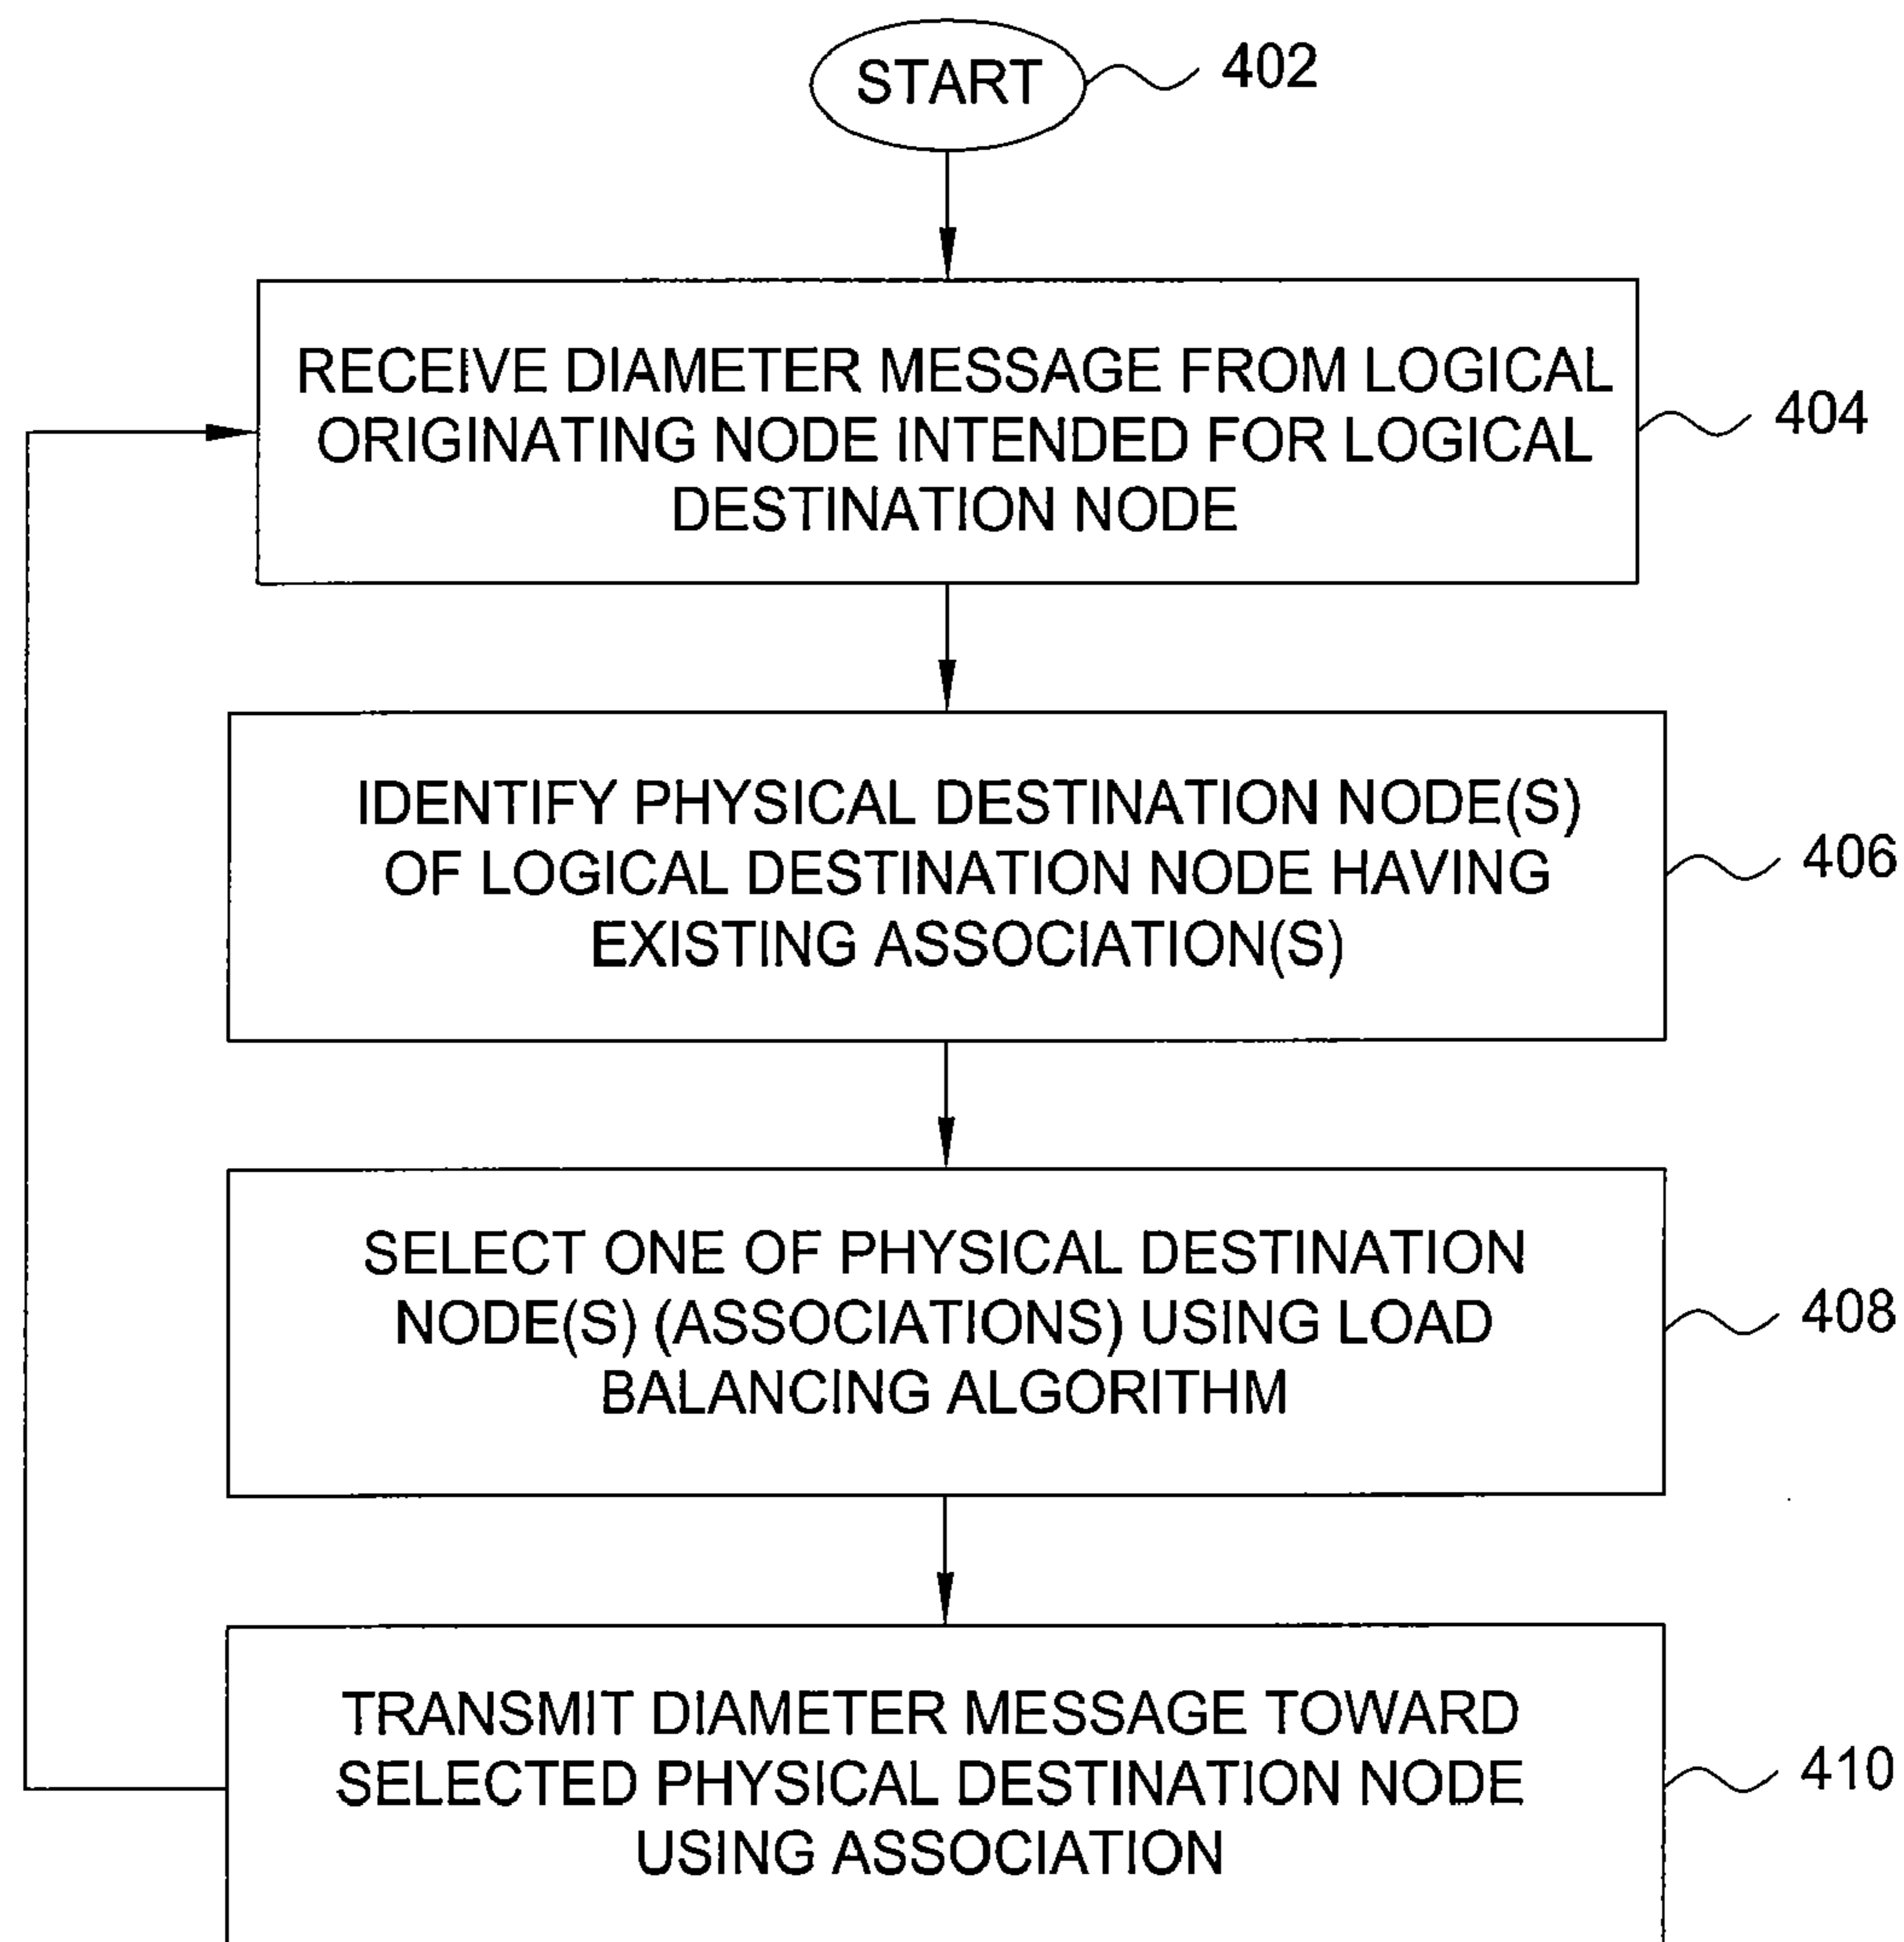 START
402
RECEIVE DIAMETER MESSAGE FROM LOGICAL
ORIGINATING NODE INTENDED FOR LOGICAL
DESTINATION NODE
404
IDENTIFY PHYSICAL DESTINATION NODE(S)
OF LOGICAL DESTINATION NODE HAVING
EXISTING ASSOCIATION(S)
406
SELECT ONE OF PHYSICAL DESTINATION
NODE(S) (ASSOCIATIONS) USING LOAD
BALANCING ALGORITHM
408
TRANSMIT DIAMETER MESSAGE TOWARD
SELECTED PHYSICAL DESTINATION NODE
USING ASSOCIATION
410